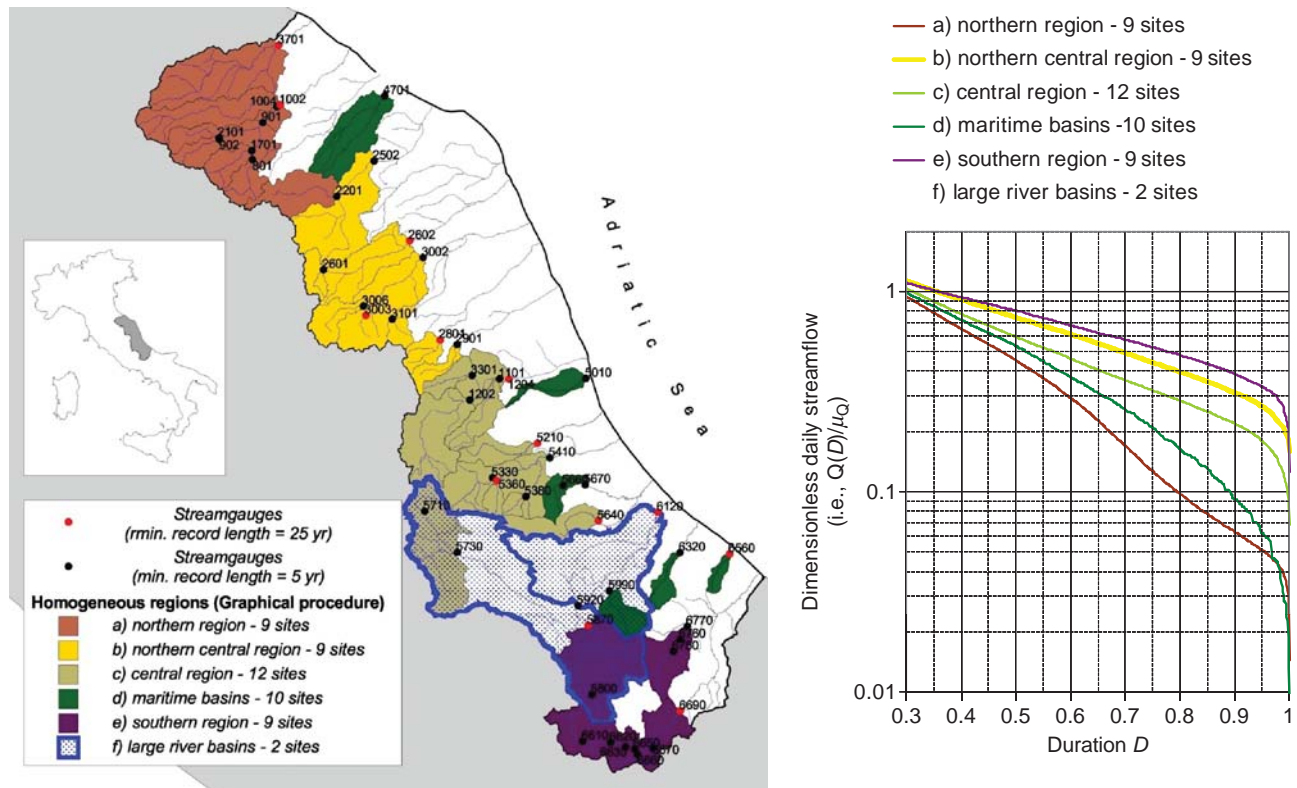 3701
1004 1002
901
2101
902
1701
801
4701
2502
2201
2602
3002
2601
3006
3003
3101
2801
2901
3301
1101
1204
1202
5010
5210
5410
5330
5360
5380
5670
5640
5710
5730
6120
6320
6560
5990
5920
5870
6770
6760
6750
5800
6690
6610
Adriatic Sea
Streamgauges
(rmin. record length = 25 yr)
Streamgauges
(min. record length = 5 yr)
Homogeneous regions (Graphical procedure)
a) northern region - 9 sites
b) northern central region - 9 sites
c) central region - 12 sites
d) maritime basins - 10 sites
e) southern region - 9 sites
f) large river basins - 2 sites
a) northern region - 9 sites
b) northern central region - 9 sites
c) central region - 12 sites
d) maritime basins -10 sites
e) southern region - 9 sites
f) large river basins - 2 sites
Dimensionless daily streamflow
(i.e., Q(D)/μQ)
1
0.1
0.01
0.3 0.4 0.5 0.6 0.7 0.8 0.9 1
Duration D